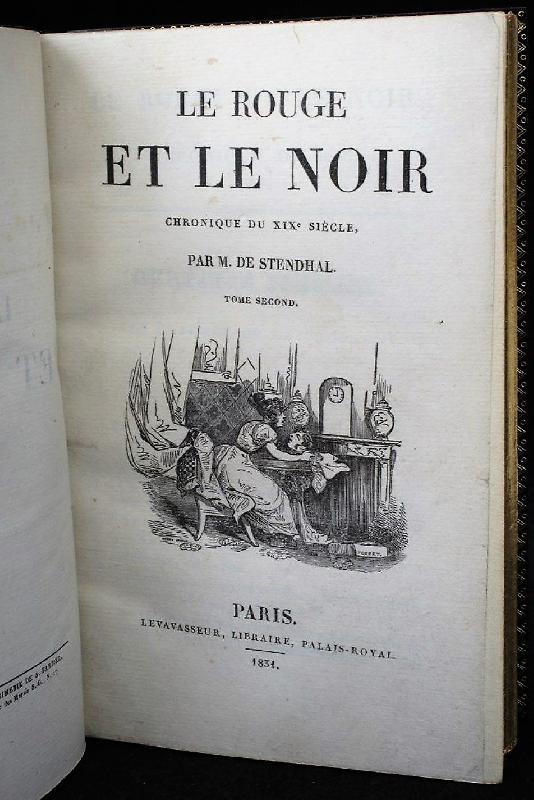 LE ROUGE
ET LE NOIR
CHRONIQUE DU XIXe SIÈCLE,
PAR M. DE STENDHAL.
TOME SECOND.
PARIS.
LEVAVASSEUR, LIBRAIRE, PALAIS-ROYAL
1831.